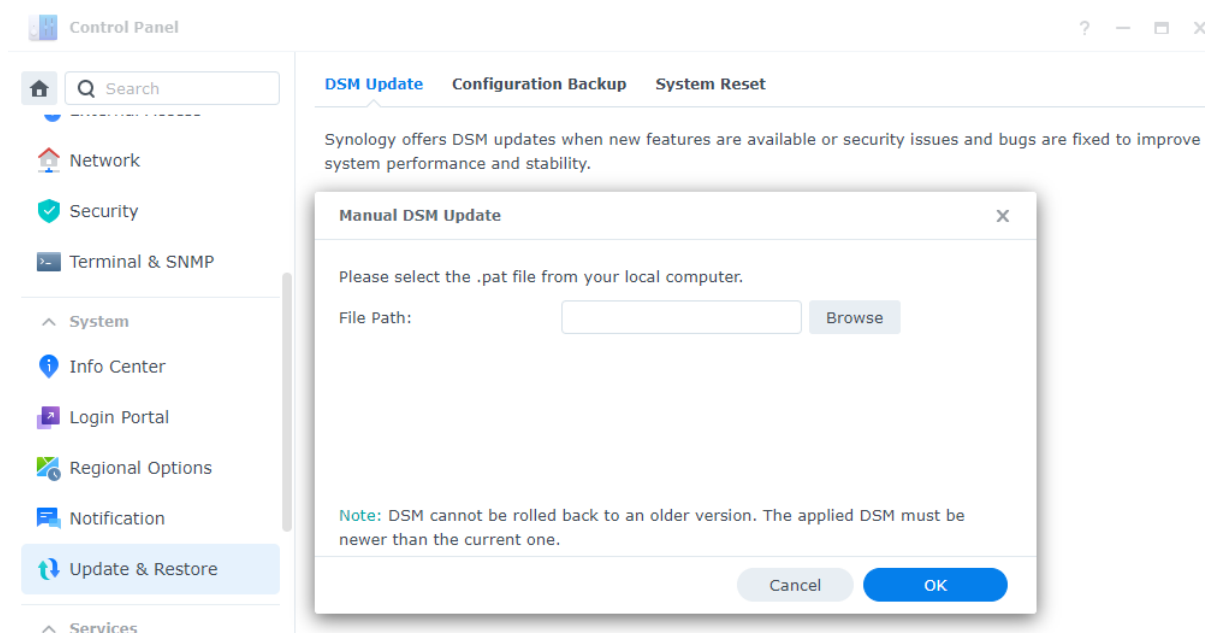 Control Panel
Search
DSM Update Configuration Backup System Reset
Synology offers DSM updates when new features are available or security issues and bugs are fixed to improve
system performance and stability.
Network
Security
Terminal & SNMP
System
Info Center
Login Portal
Regional Options
Notification
Update & Restore
Services
Manual DSM Update
Please select the .pat file from your local computer.
File Path:
Browse
Note: DSM cannot be rolled back to an older version. The applied DSM must be
newer than the current one.
Cancel
OK